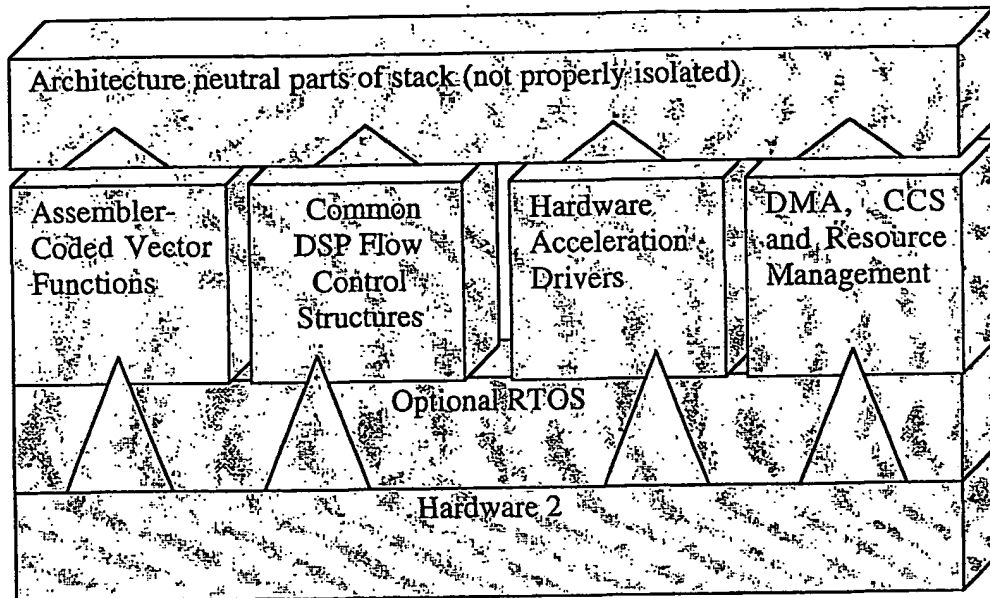 Architecture neutral parts of stack (not properly isolated)
Assembler-
Coded Vector
Functions
Common
DSP Flow
Control
Structures
Hardware
Acceleration
Drivers
DMA, CCS
and Resource
Management
Optional RTOS
Hardware 2